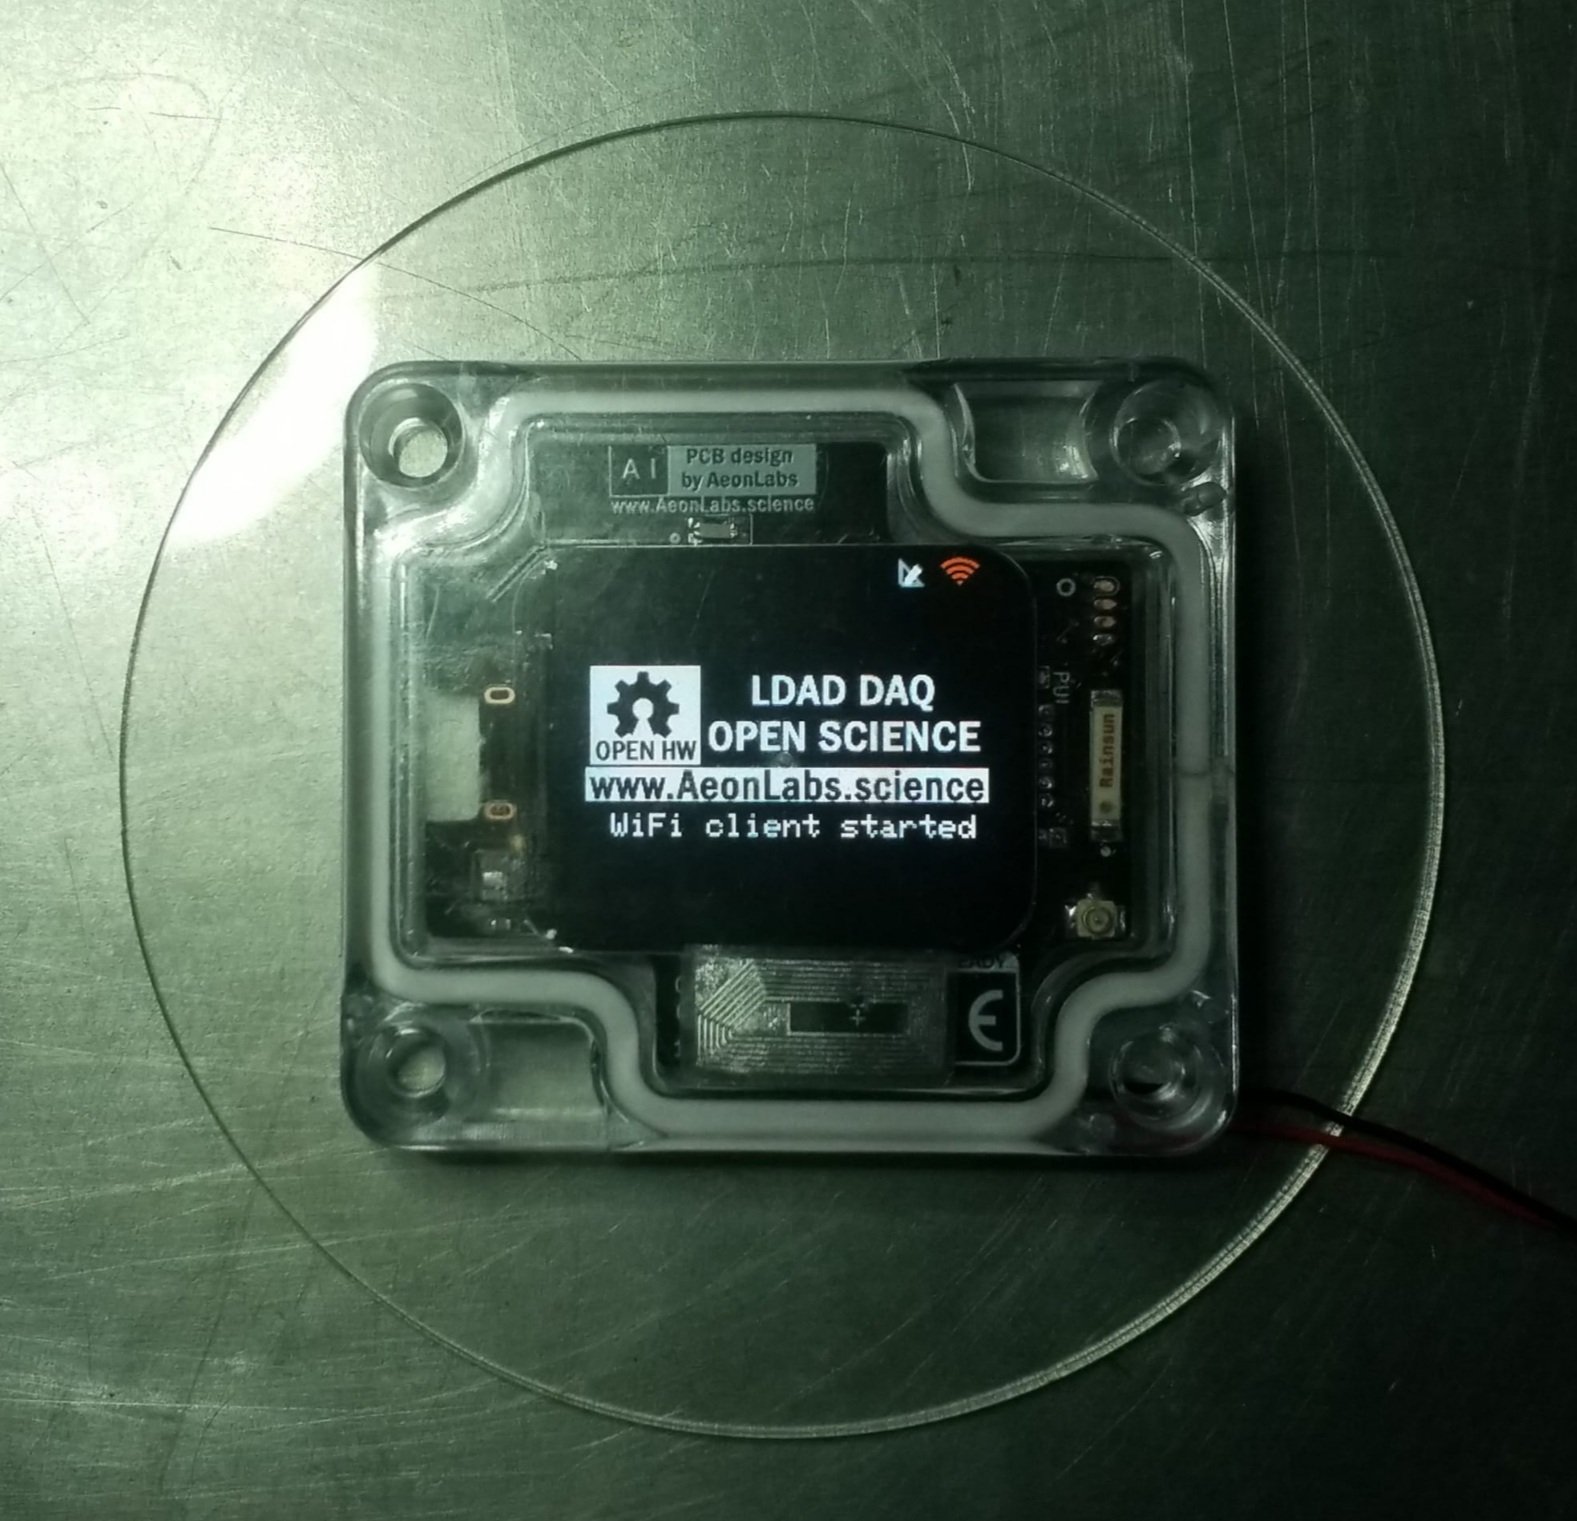 AI
PCB design
by AeonLabs
www.AeonLabs.science
LDAD DAQ
OPEN SCIENCE
OPEN HW
www.AeonLabs.science
WiFi client started
Rainsun
CE